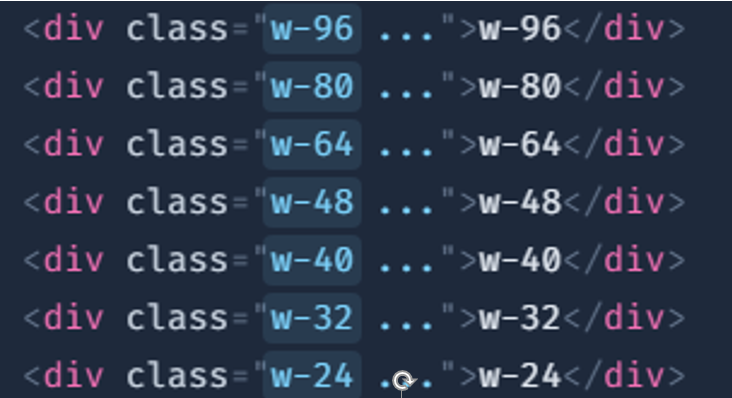 <div class="w-96 ...">w-96</div>
<div class="w-80 ...">w-80</div>
<div class="w-64 ...">w-64</div>
<div class="w-48 ...">w-48</div>
<div class="w-40 ...">w-40</div>
<div class="w-32 ...">w-32</div>
<div class="w-24 ...">w-24</div>